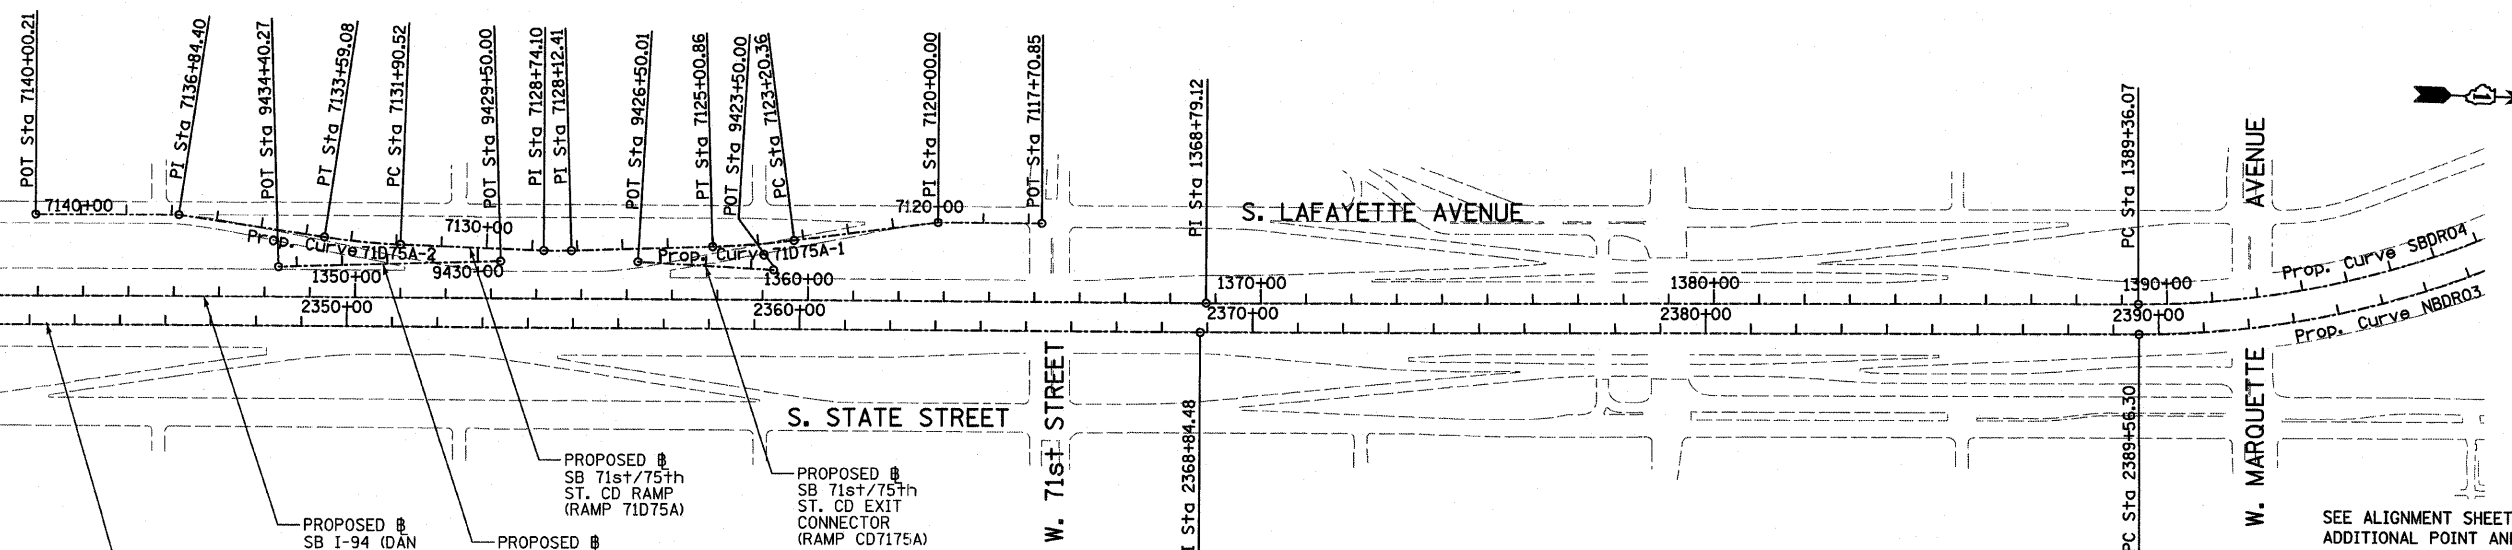 POT Sta 7140+00.21
PI Sta 7136+84.40
POT Sta 9434+40.27
PT Sta 7133+59.08
PC Sta 7131+90.52
POT Sta 9429+50.00
PI Sta 7128+74.10
PI Sta 7128+12.41
POT Sta 9426+50.01
PT Sta 7125+00.86
POT Sta 9423+50.00
PC Sta 7123+20.36
PI Sta 7120+00.00
POT Sta 7117+70.85
PI Sta 1368+79.12
PC Sta 1389+36.07
7140+00
7130+00
7120+00
Prop. Curve 71D75A-2
Prop. Curve 71D75A-1
9430+00
1350+00
1360+00
1370+00
1380+00
1390+00
2350+00
2360+00
2370+00
2380+00
2390+00
S. LAFAYETTE AVENUE
Prop. Curve SBDR04
Prop. Curve NBDR03
S. STATE STREET
W. 71st STREET
W. MARQUETTE AVENUE
I Sta 2368+84.48
PC Sta 2389+56.30
PROPOSED B
SB I-94 (DAN
PROPOSED B
PROPOSED B
SB 71st/75th
ST. CD RAMP
(RAMP 71D75A)
PROPOSED B
SB 71st/75th
ST. CD EXIT
CONNECTOR
(RAMP CD7175A)
SEE ALIGNMENT SHEET
ADDITIONAL POINT AN